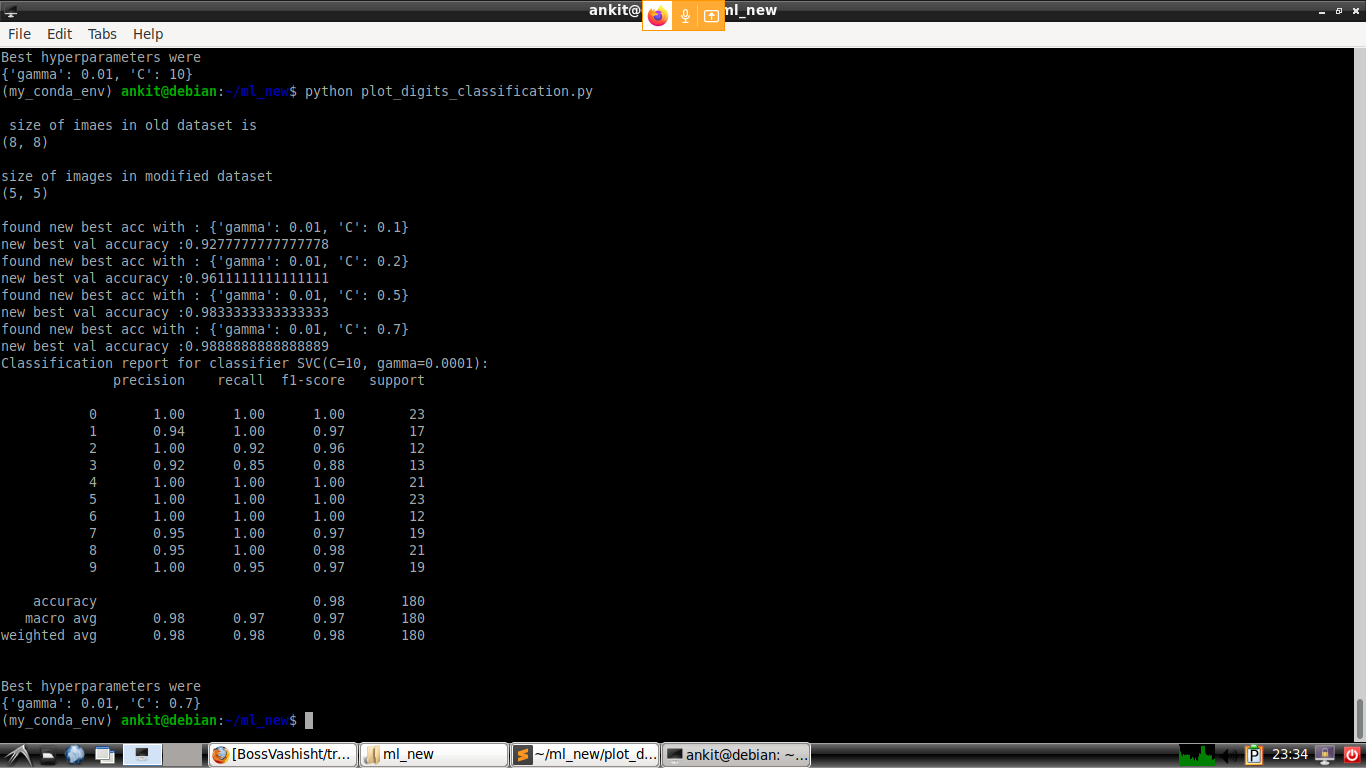 ankit@ ml_new
File Edit Tabs Help
Best hyperparameters were
{'gamma': 0.01, 'C': 10}
(my_conda_env) ankit@debian:~/ml_new$ python plot_digits_classification.py
size of imaes in old dataset is
(8, 8)
size of images in modified dataset
(5, 5)
found new best acc with : {'gamma': 0.01, 'C': 0.1}
new best val accuracy :0.9277777777777778
found new best acc with : {'gamma': 0.01, 'C': 0.2}
new best val accuracy :0.9611111111111111
found new best acc with : {'gamma': 0.01, 'C': 0.5}
new best val accuracy :0.9833333333333333
found new best acc with : {'gamma': 0.01, 'C': 0.7}
new best val accuracy :0.9888888888888889
Classification report for classifier SVC(C=10, gamma=0.0001):
precision recall f1-score support
0 1.00 1.00 1.00 23
1 0.94 1.00 0.97 17
2 1.00 0.92 0.96 12
3 0.92 0.85 0.88 13
4 1.00 1.00 1.00 21
5 1.00 1.00 1.00 23
6 1.00 1.00 1.00 12
7 0.95 1.00 0.97 19
8 0.95 1.00 0.98 21
9 1.00 0.95 0.97 19
accuracy 0.98 180
macro avg 0.98 0.97 0.97 180
weighted avg 0.98 0.98 0.98 180
Best hyperparameters were
{'gamma': 0.01, 'C': 0.7}
(my_conda_env) ankit@debian:~/ml_new$
[BossVashisht/tr... ml_new ~/ml_new/plot_d... ankit@debian: ~... 23:34